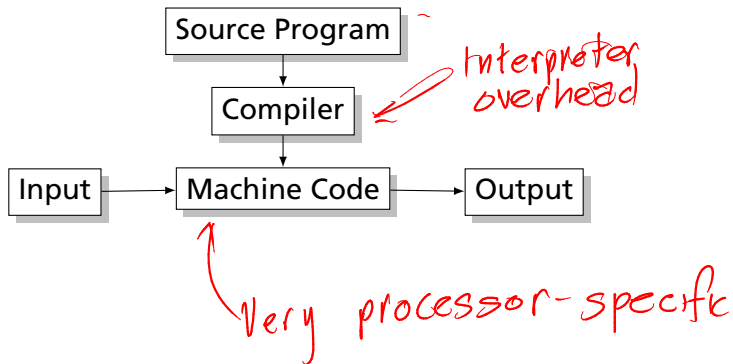 Source Program
Interpreter
overhead
Compiler
Input
Machine Code
Output
Very processor-specific